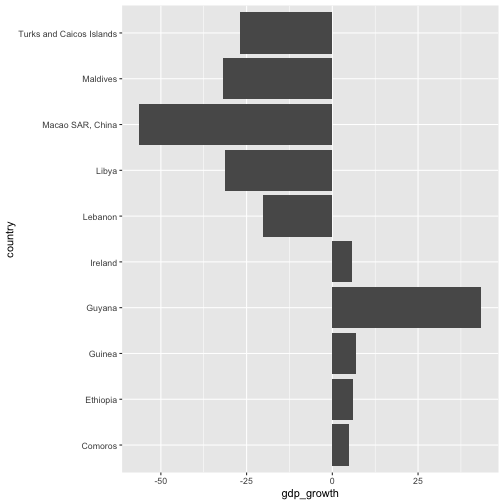 Turks and Caicos Islands
Maldives
Macao SAR, China
Libya
Lebanon
country
Ireland
Guyana
Guinea
Ethiopia
Comoros
-50 -25 0 25
gdp_growth